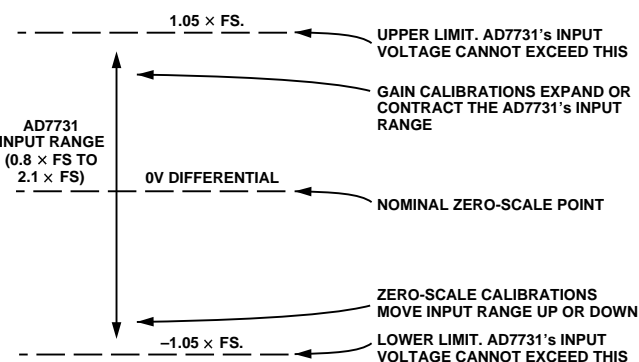 1.05 × FS.
UPPER LIMIT. AD7731's INPUT
VOLTAGE CANNOT EXCEED THIS
GAIN CALIBRATIONS EXPAND OR
CONTRACT THE AD7731's INPUT
RANGE
AD7731
INPUT RANGE
(0.8 × FS TO
2.1 × FS)
0V DIFFERENTIAL
NOMINAL ZERO-SCALE POINT
ZERO-SCALE CALIBRATIONS
MOVE INPUT RANGE UP OR DOWN
–1.05 × FS.
LOWER LIMIT. AD7731's INPUT
VOLTAGE CANNOT EXCEED THIS